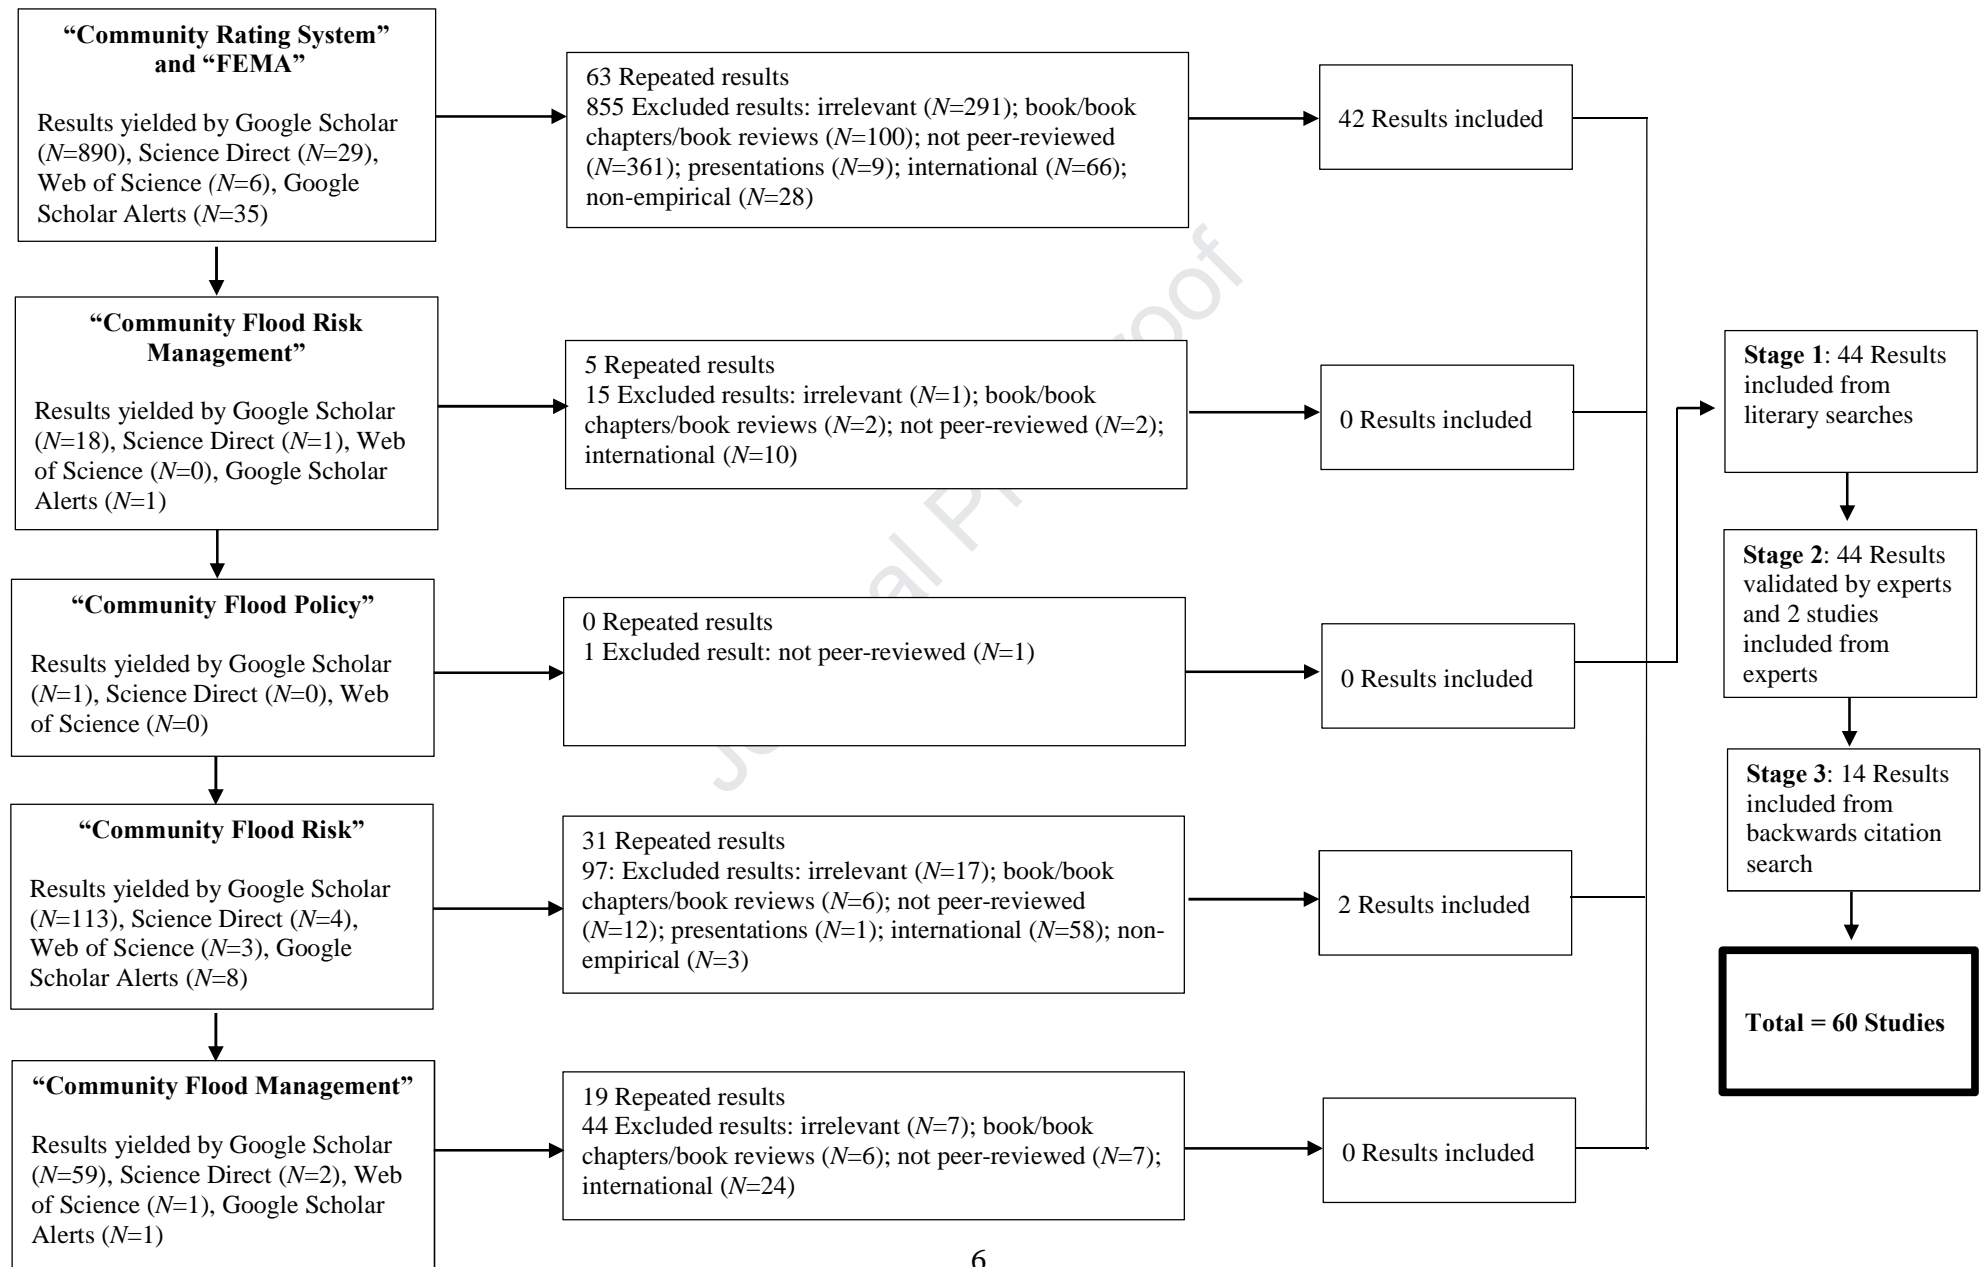 “Community Rating System”
and “FEMA”
Results yielded by Google Scholar
(N=890), Science Direct (N=29),
Web of Science (N=6), Google
Scholar Alerts (N=35)
63 Repeated results
855 Excluded results: irrelevant (N=291); book/book
chapters/book reviews (N=100); not peer-reviewed
(N=361); presentations (N=9); international (N=66);
non-empirical (N=28)
42 Results included
“Community Flood Risk
Management”
Results yielded by Google Scholar
(N=18), Science Direct (N=1), Web
of Science (N=0), Google Scholar
Alerts (N=1)
5 Repeated results
15 Excluded results: irrelevant (N=1); book/book
chapters/book reviews (N=2); not peer-reviewed (N=2);
international (N=10)
0 Results included
“Community Flood Policy”
Results yielded by Google Scholar
(N=1), Science Direct (N=0), Web
of Science (N=0)
0 Repeated results
1 Excluded result: not peer-reviewed (N=1)
0 Results included
“Community Flood Risk”
Results yielded by Google Scholar
(N=113), Science Direct (N=4),
Web of Science (N=3), Google
Scholar Alerts (N=8)
31 Repeated results
97: Excluded results: irrelevant (N=17); book/book
chapters/book reviews (N=6); not peer-reviewed
(N=12); presentations (N=1); international (N=58); non-
empirical (N=3)
2 Results included
“Community Flood Management”
Results yielded by Google Scholar
(N=59), Science Direct (N=2), Web
of Science (N=1), Google Scholar
Alerts (N=1)
19 Repeated results
44 Excluded results: irrelevant (N=7); book/book
chapters/book reviews (N=6); not peer-reviewed (N=7);
international (N=24)
0 Results included
Stage 1: 44 Results
included from
literary searches
Stage 2: 44 Results
validated by experts
and 2 studies
included from
experts
Stage 3: 14 Results
included from
backwards citation
search
Total = 60 Studies
6